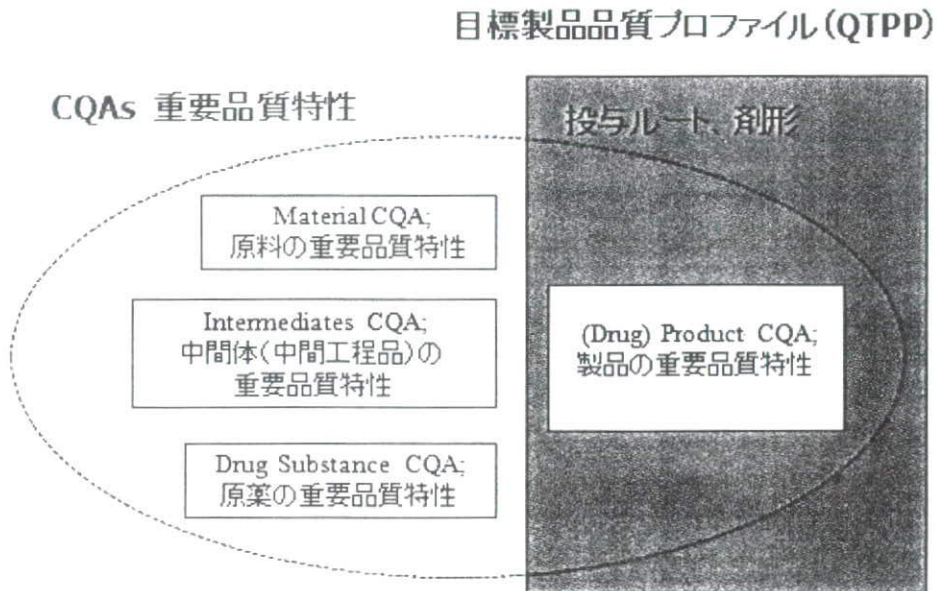 目標製品品質プロファイル(QTPP)
CQAs 重要品質特性
投与ルート、剤形
Material CQA;
原料の重要品質特性
Intermediates CQA;
中間体(中間工程品)の
重要品質特性
(Drug) Product CQA;
製品の重要品質特性
Drug Substance CQA;
原薬の重要品質特性